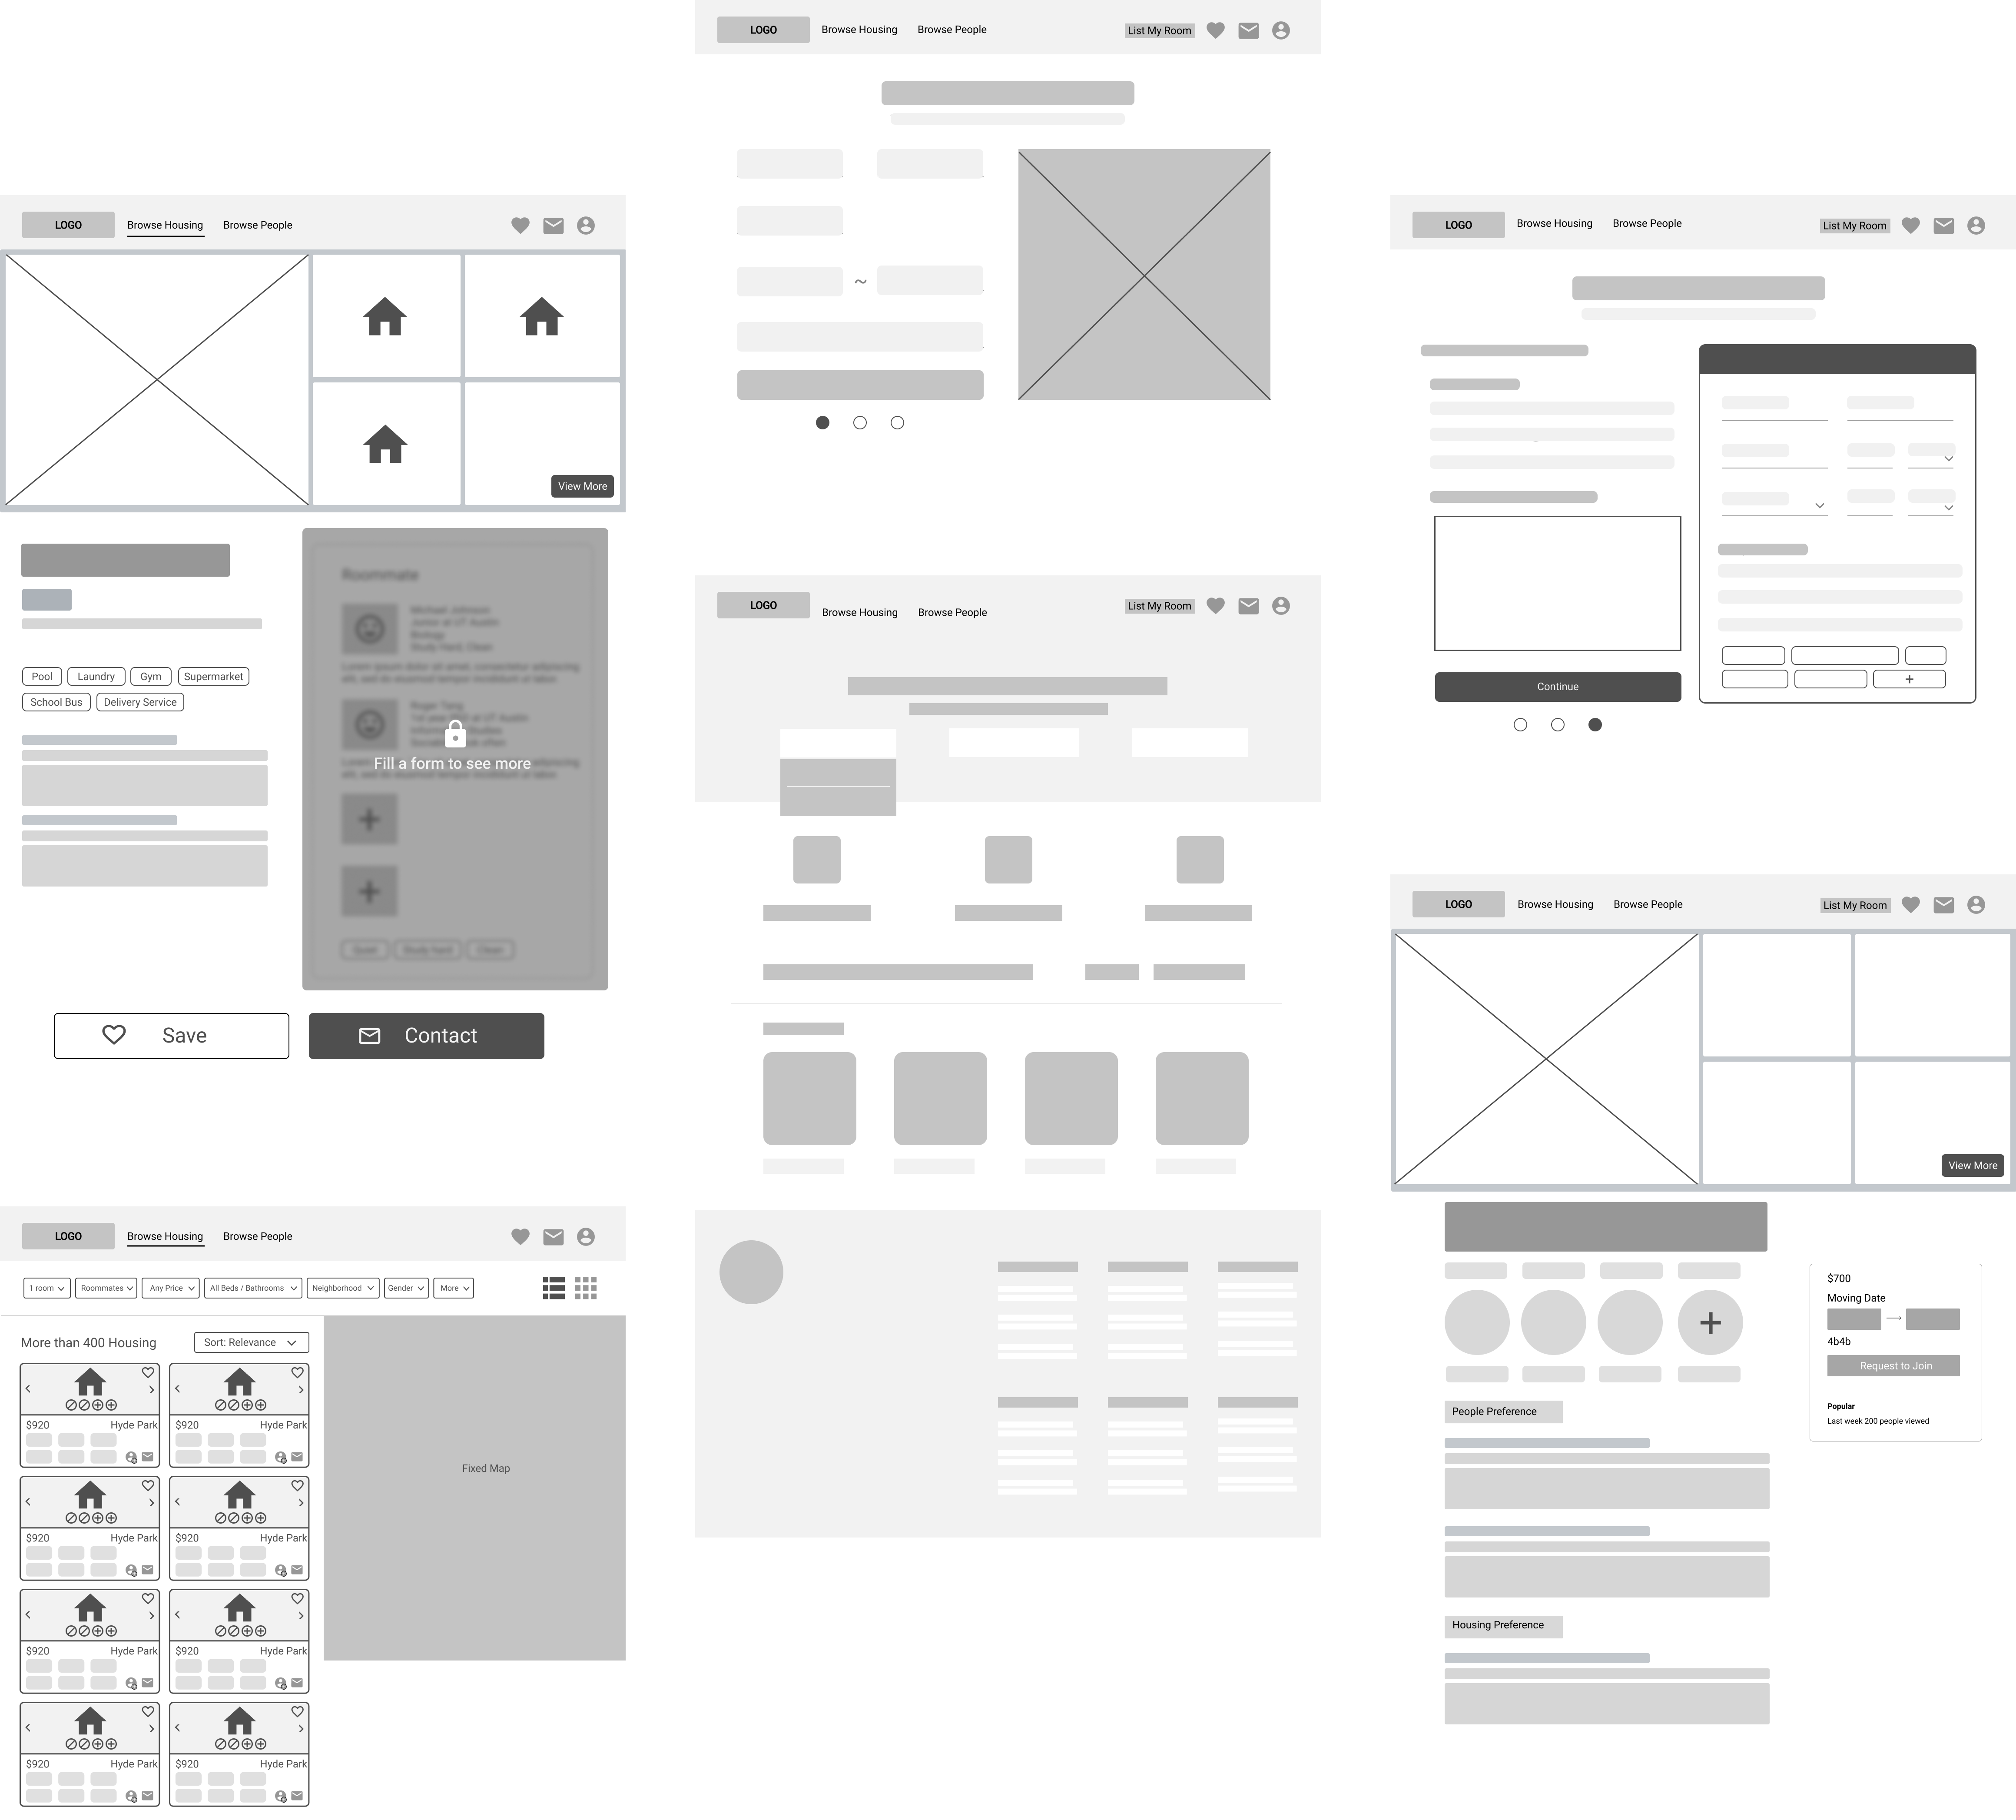 LOGO
Browse Housing
Browse People
List My Room
LOGO
Browse Housing
Browse People
View More
Pool
Laundry
Gym
Supermarket
School Bus
Delivery Service
Roommate
Michael Johnson
Junior at UT Austin
Biology
Study Hard, Clean
Lorem ipsum dolor sit amet, consectetur adipiscing
elit, sed do eiusmod tempor incididunt ut labor
Roger Tang
1st year at UT Austin
Fill a form to see more
Quiet
Study hard
Clean
Save
Contact
LOGO
Browse Housing
Browse People
1 room
Roommates
Any Price
All Beds / Bathrooms
Neighborhood
Gender
More
More than 400 Housing
Sort: Relevance
Fixed Map
$920
Hyde Park
$920
Hyde Park
$920
Hyde Park
$920
Hyde Park
$920
Hyde Park
$920
Hyde Park
$920
Hyde Park
$920
Hyde Park
~
LOGO
Browse Housing
Browse People
List My Room
LOGO
Browse Housing
Browse People
List My Room
Continue
LOGO
Browse Housing
Browse People
List My Room
View More
$700
Moving Date
4b4b
Request to Join
Popular
Last week 200 people viewed
People Preference
Housing Preference